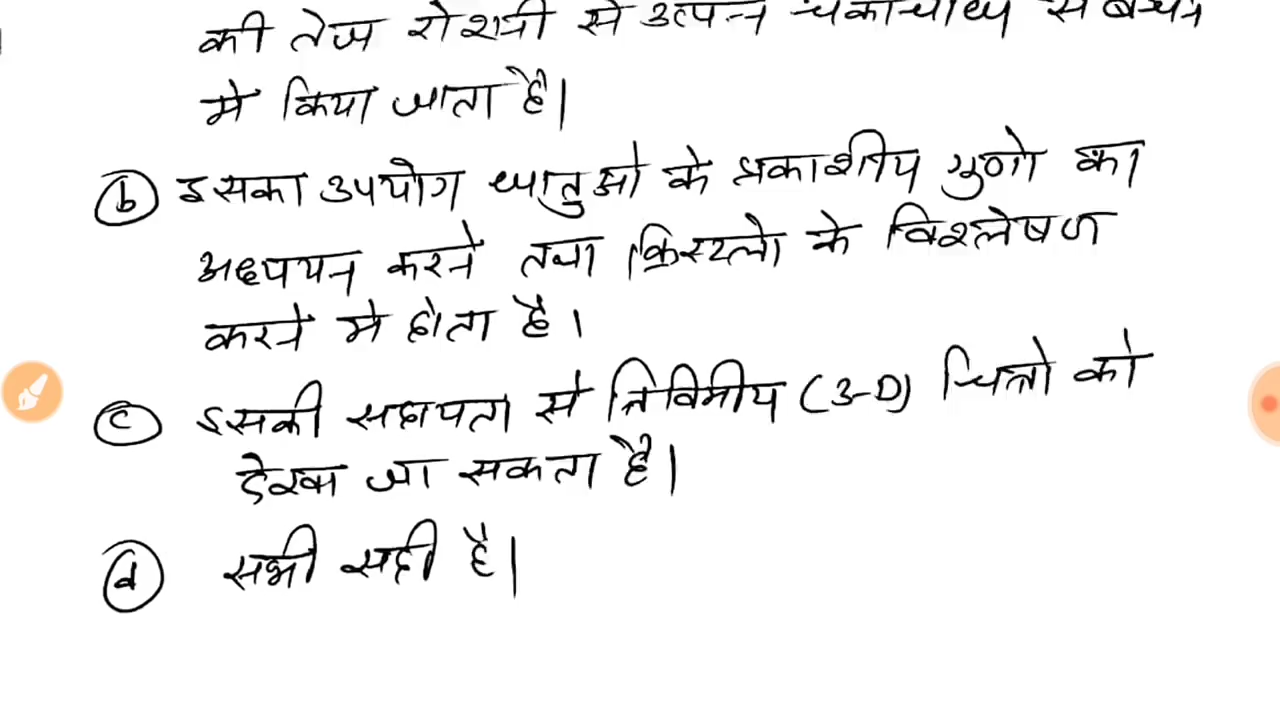 की तेज रोशनी से उत्पन्न चकाचौंध से बचने
मे किया जाता है।
(b) इसका उपयोग धातुओ के प्रकाशीय गुणो का
अध्ययन करने तथा क्रिस्टलो के विश्लेषण
करने मे होता है।
(c) इसकी सहायता से त्रिविमीय (3-D) चित्रो को
देखा जा सकता है।
(d) सभी सही है।